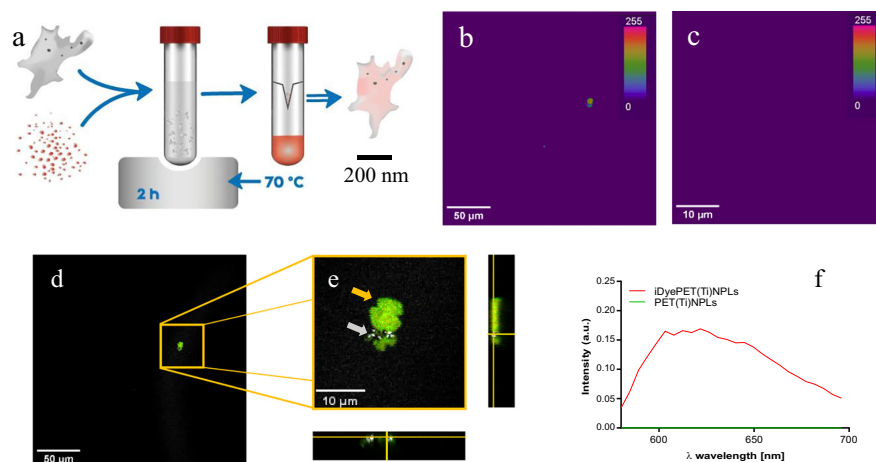 a
2 h
70 °C
200 nm
b
255
0
50 µm
c
255
0
10 µm
d
50 µm
e
10 µm
f
iDyePET(Ti)NPLs
PET(Ti)NPLs
Intensity (a.u.)
0.25
0.20
0.15
0.10
0.05
0.00
600
650
700
λ wavelength [nm]